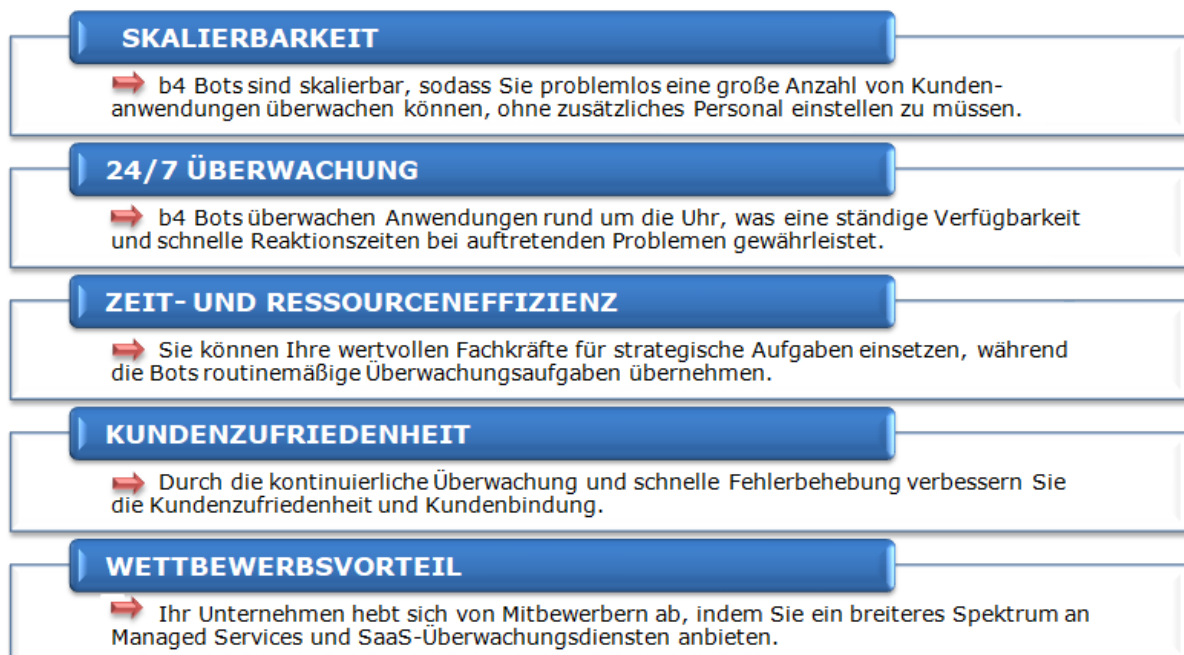 SKALIERBARKEIT
b4 Bots sind skalierbar, sodass Sie problemlos eine große Anzahl von Kunden-
anwendungen überwachen können, ohne zusätzliches Personal einstellen zu müssen.
24/7 ÜBERWACHUNG
b4 Bots überwachen Anwendungen rund um die Uhr, was eine ständige Verfügbarkeit
und schnelle Reaktionszeiten bei auftretenden Problemen gewährleistet.
ZEIT- UND RESSOURCENEFFIZIENZ
Sie können Ihre wertvollen Fachkräfte für strategische Aufgaben einsetzen, während
die Bots routinemäßige Überwachungsaufgaben übernehmen.
KUNDENZUFRIEDENHEIT
Durch die kontinuierliche Überwachung und schnelle Fehlerbehebung verbessern Sie
die Kundenzufriedenheit und Kundenbindung.
WETTBEWERBSVORTEIL
Ihr Unternehmen hebt sich von Mitbewerbern ab, indem Sie ein breiteres Spektrum an
Managed Services und SaaS-Überwachungsdiensten anbieten.